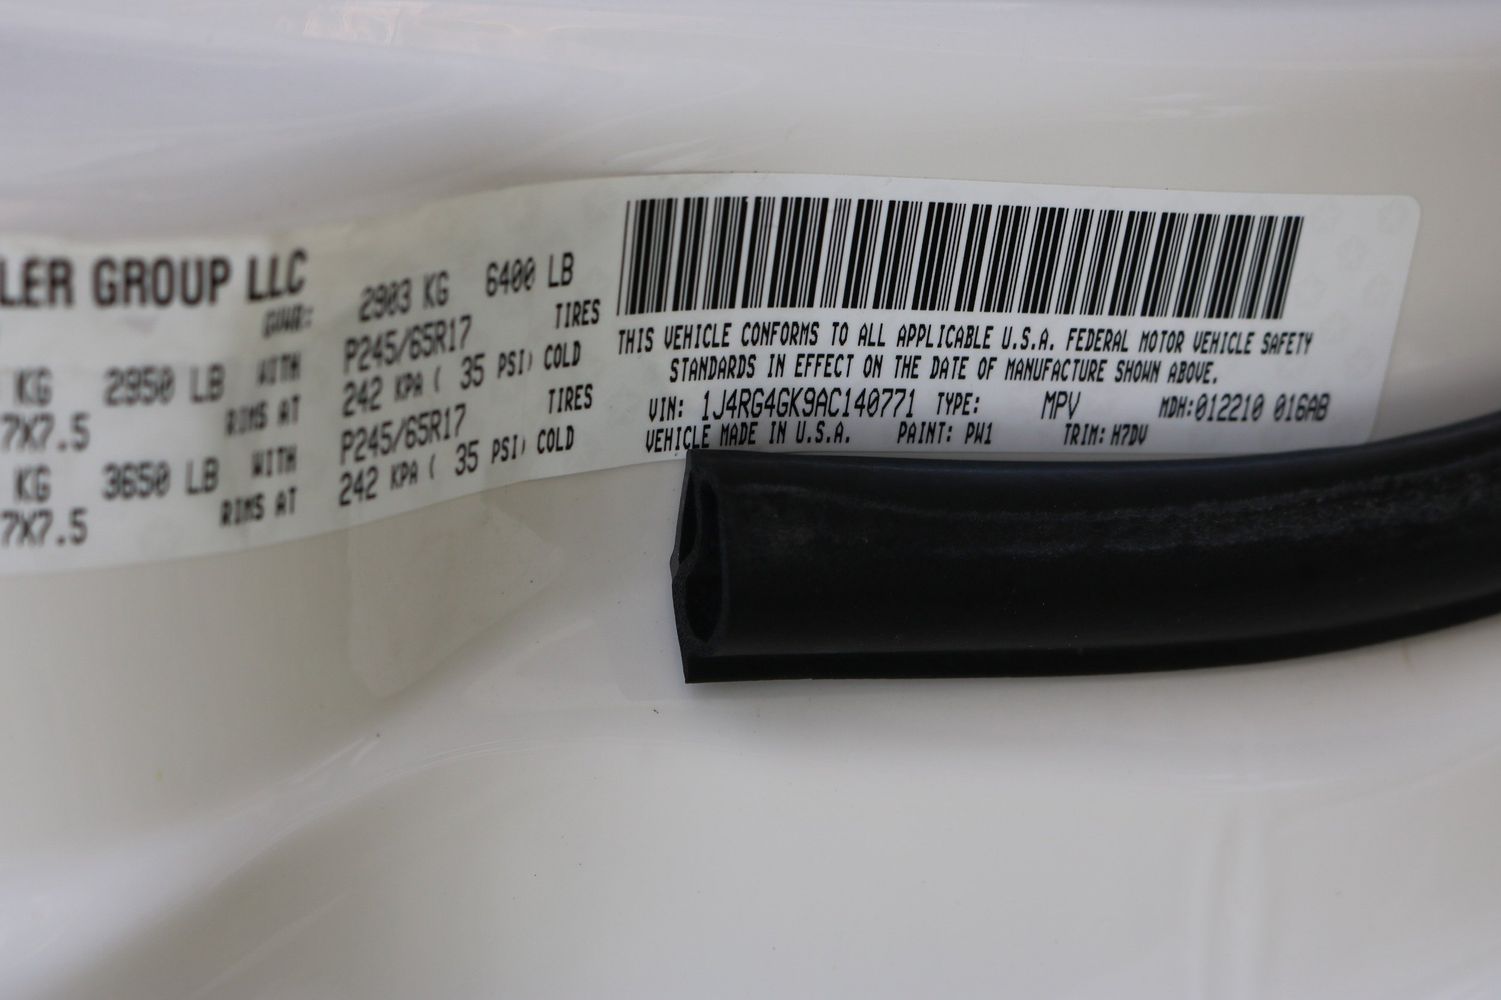 LER GROUP LLC
GVWR: 2903 KG 6400 LB
KG 2950 LB WITH P245/65R17 TIRES
7X7.5 RIMS AT 242 KPA ( 35 PSI) COLD
KG 3650 LB WITH P245/65R17 TIRES
7X7.5 RIMS AT 242 KPA ( 35 PSI) COLD
THIS VEHICLE CONFORMS TO ALL APPLICABLE U.S.A. FEDERAL MOTOR VEHICLE SAFETY
STANDARDS IN EFFECT ON THE DATE OF MANUFACTURE SHOWN ABOVE.
VIN: 1J4RG4GK9AC140771 TYPE: MPV MDH:012210 016AB
VEHICLE MADE IN U.S.A. PAINT: PW1 TRIM: H7DV